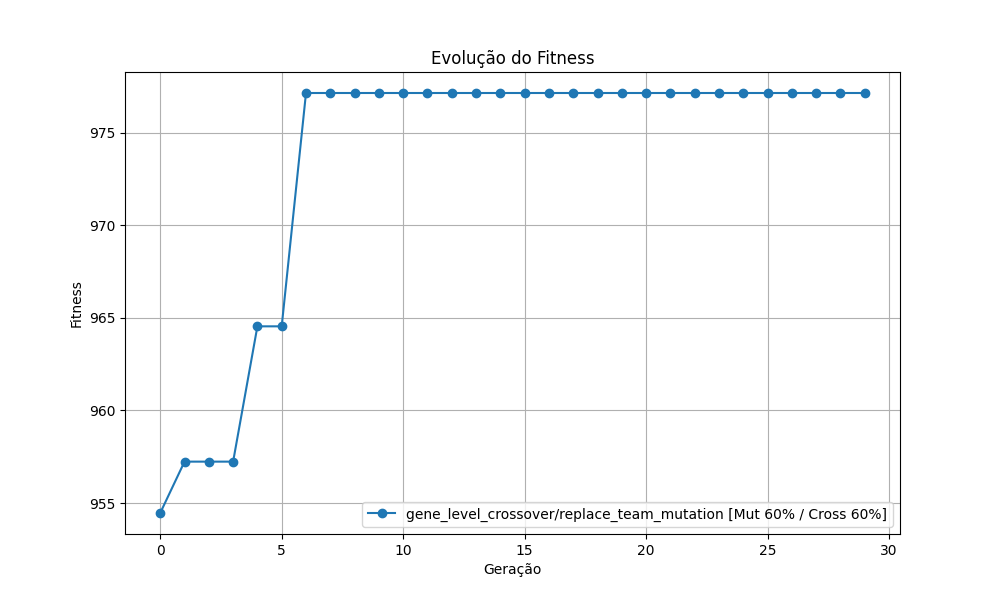 Evolução do Fitness
Fitness
975
970
965
960
955
gene_level_crossover/replace_team_mutation [Mut 60% / Cross 60%]
0 5 10 15 20 25 30
Geração